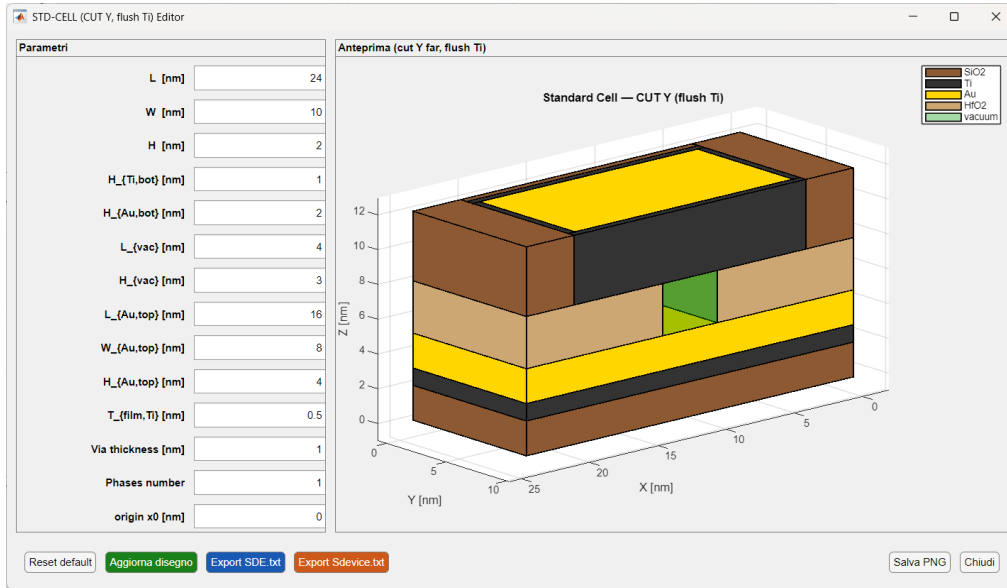 STD-CELL (CUT Y, flush Ti) Editor
Parametri
L [nm] 24
W [nm] 10
H [nm] 2
H_{Ti,bot} [nm] 1
H_{Au,bot} [nm] 2
L_{vac} [nm] 4
H_{vac} [nm] 3
L_{Au,top} [nm] 16
W_{Au,top} [nm] 8
H_{Au,top} [nm] 4
T_{film,Ti} [nm] 0.5
Via thickness [nm] 1
Phases number 1
origin x0 [nm] 0
Anteprima (cut Y far, flush Ti)
Standard Cell — CUT Y (flush Ti)
SiO2
Ti
Au
HfO2
vacuum
12
10
8
6
4
2
0
Z [nm]
0
5
10
Y [nm]
25
20
15
10
5
0
X [nm]
Reset default
Aggiorna disegno
Export SDE.txt
Export Sdevice.txt
Salva PNG
Chiudi